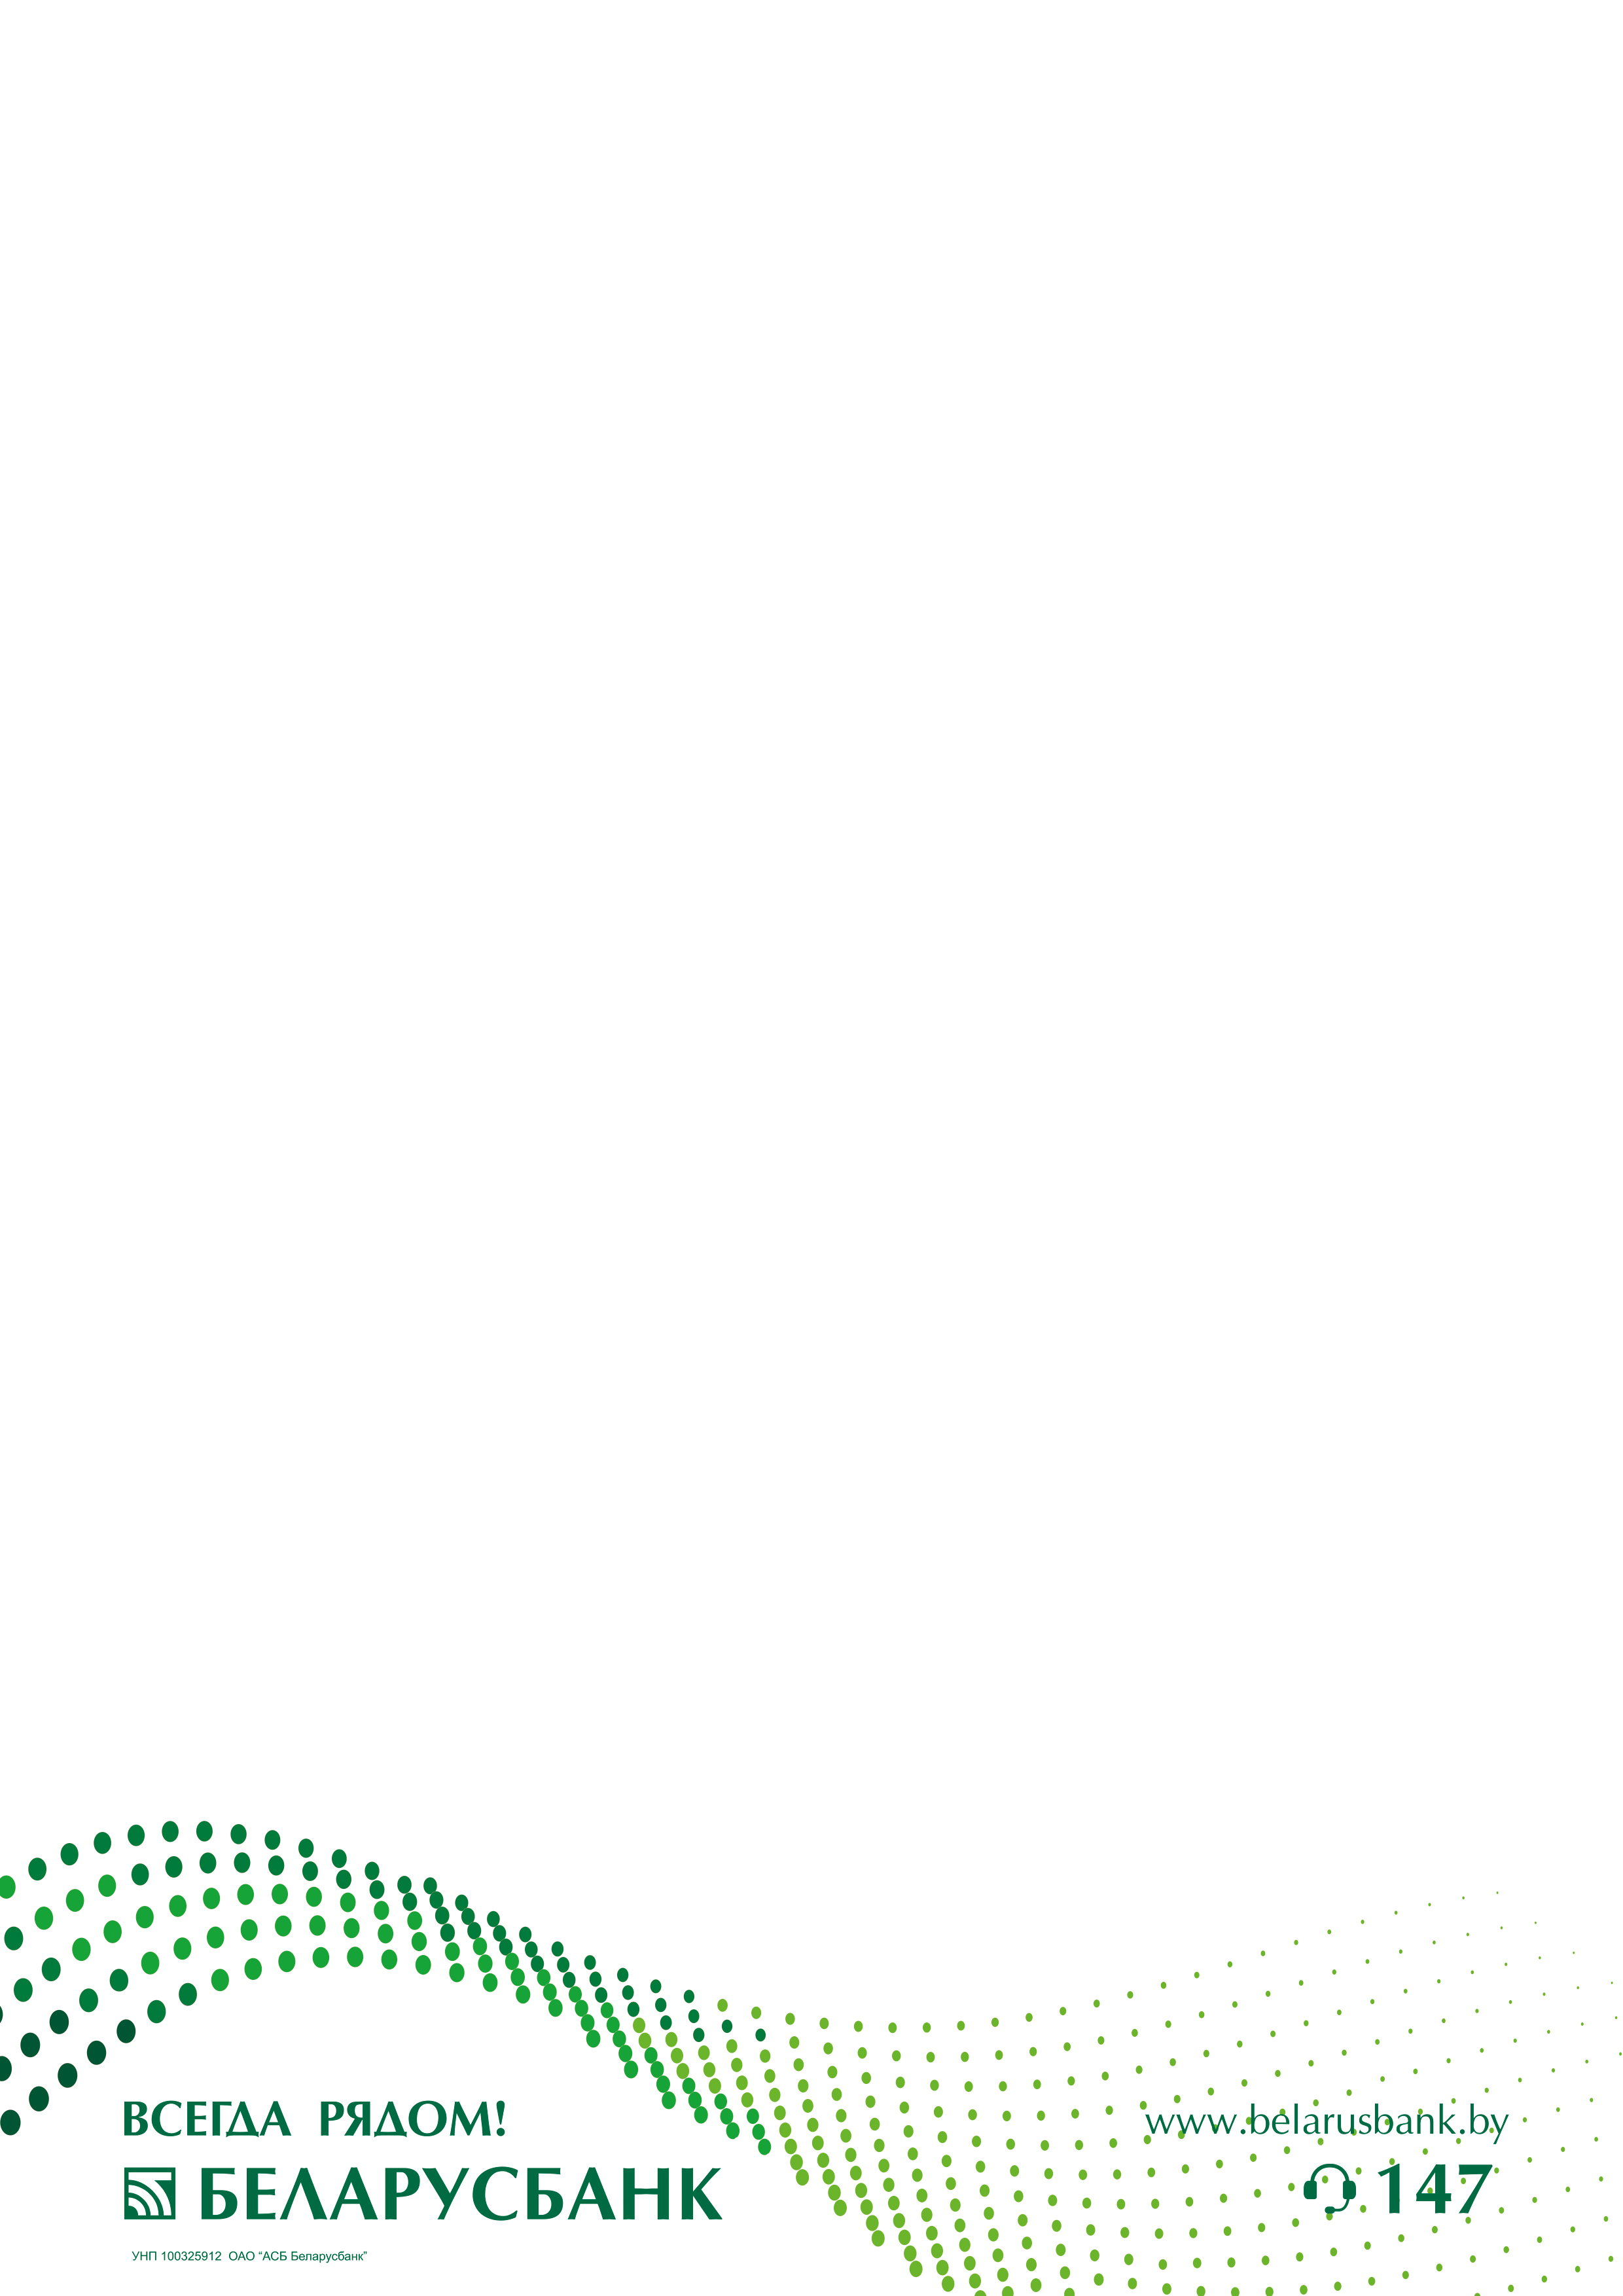 ВСЕГДА РЯДОМ!
БЕЛАРУСБАНК
УНП 100325912 ОАО “АСБ Беларусбанк”
www.belarusbank.by
147